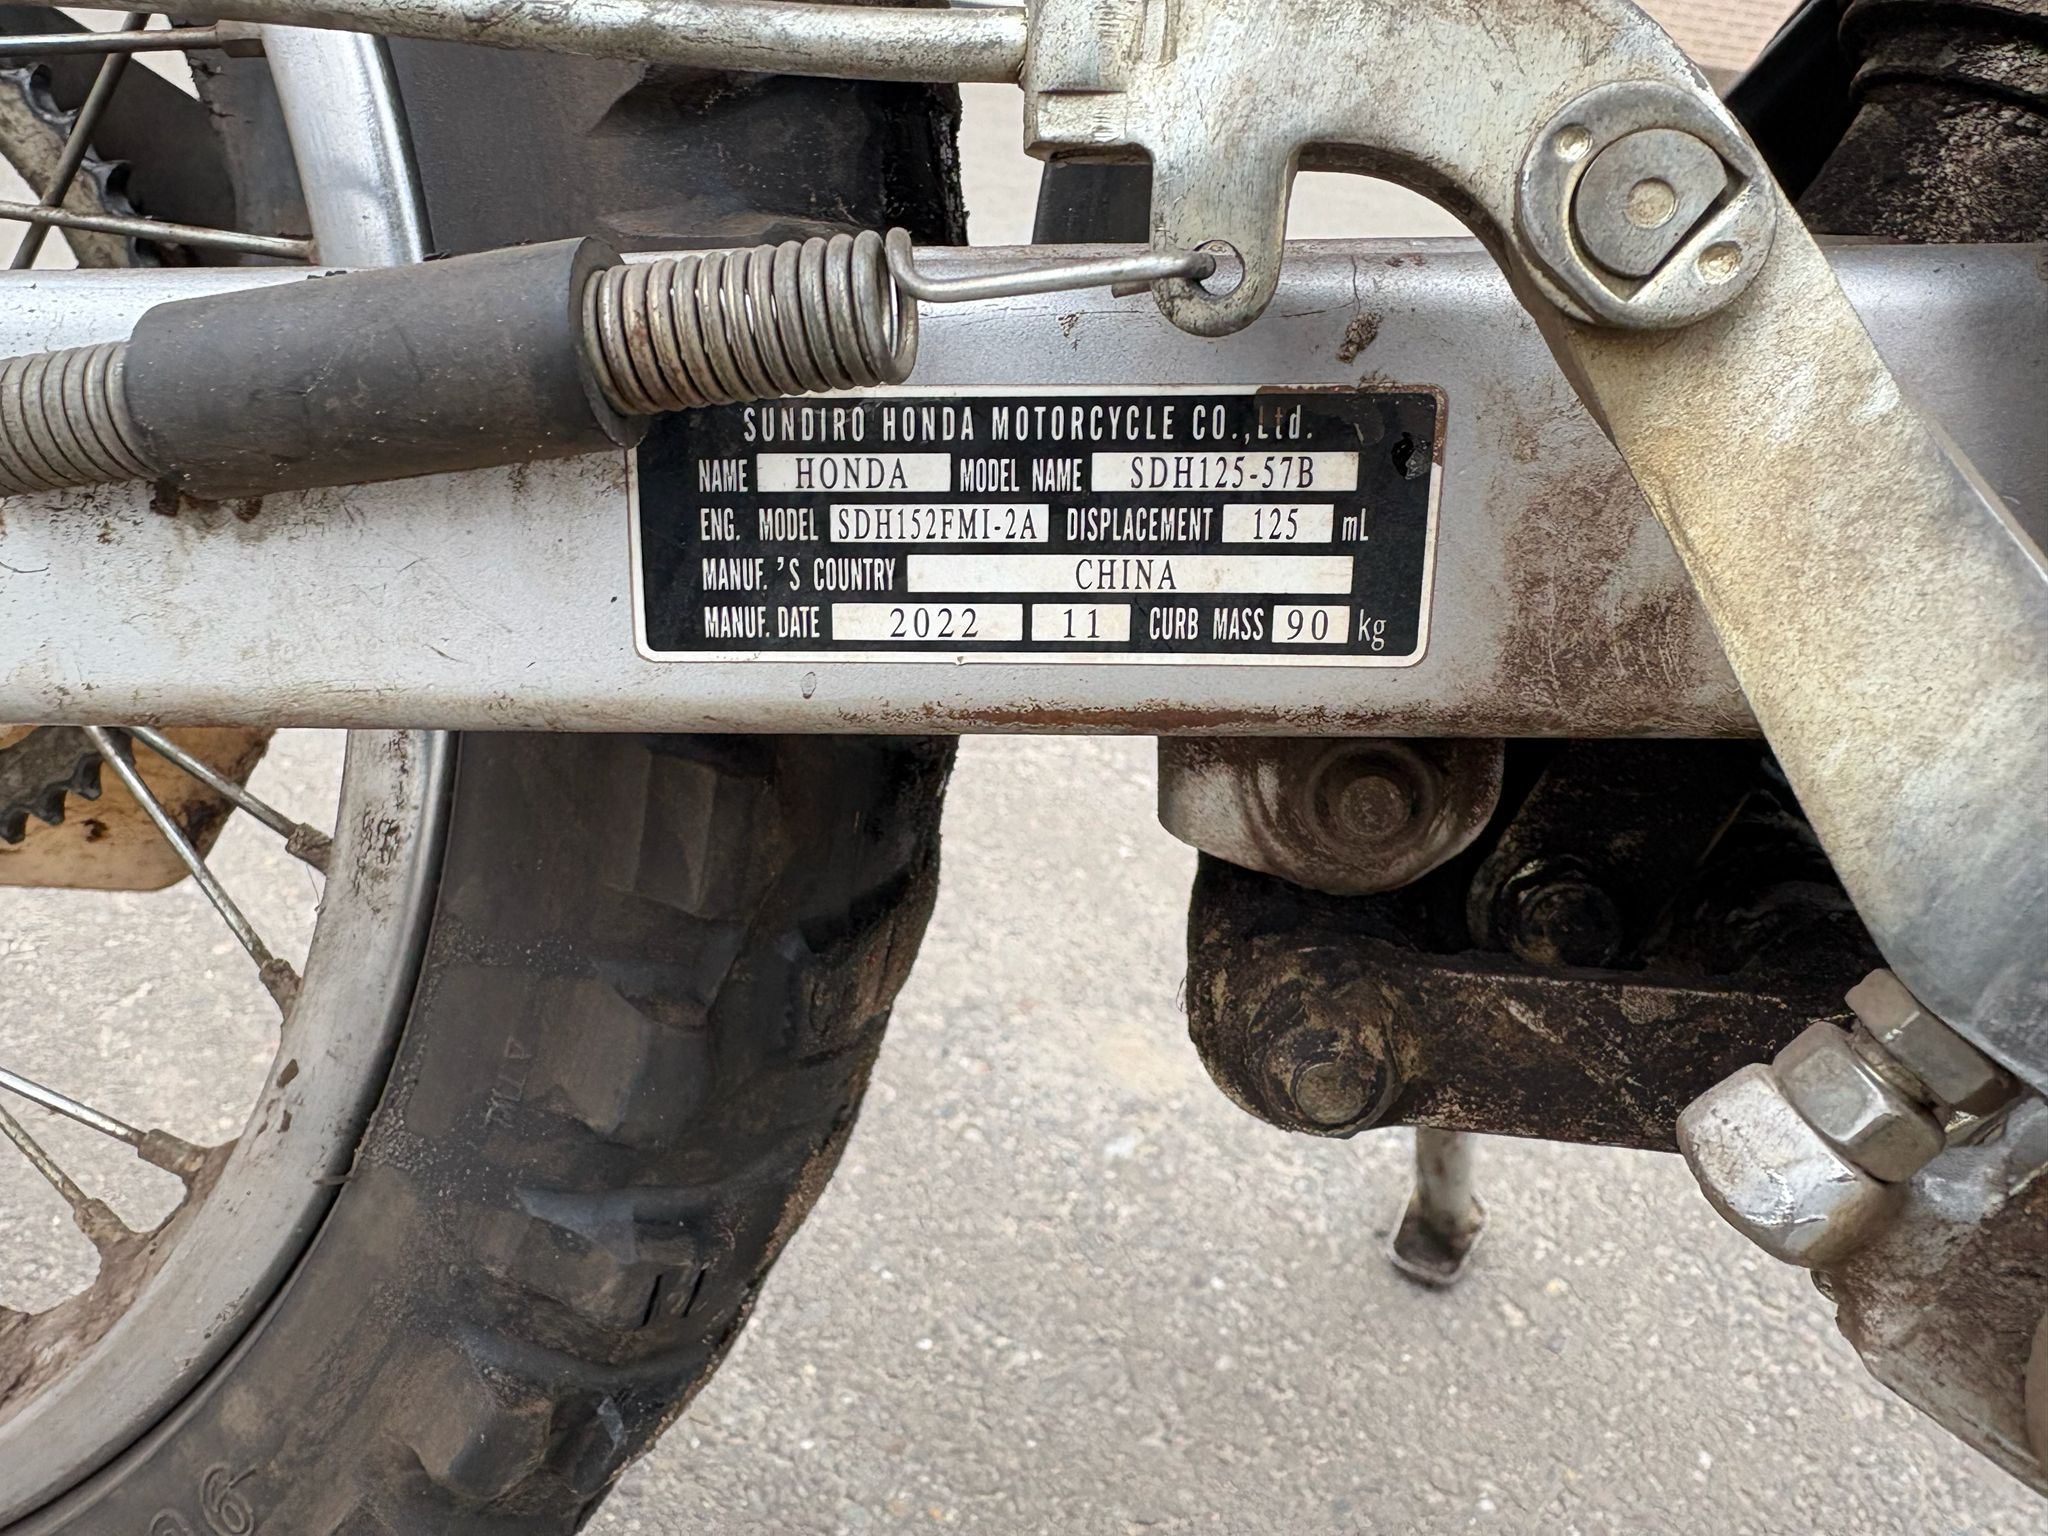 SUNDIRO HONDA MOTORCYCLE CO.,Ltd.
NAME HONDA MODEL NAME SDH125-57B
ENG. MODEL SDH152FMI-2A DISPLACEMENT 125 mL
MANUF.'S COUNTRY CHINA
MANUF. DATE 2022 11 CURB MASS 90 kg